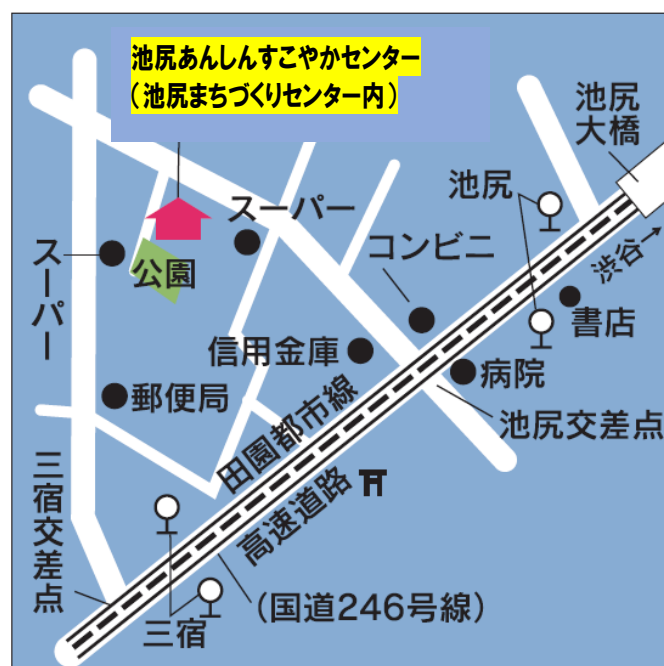 池尻あんしんすこやかセンター
(池尻まちづくりセンター内)
池尻
大橋
池尻
スーパー
渋谷→
コンビニ
スーパー
公園
書店
信用金庫
病院
郵便局
田園都市線
池尻交差点
高速道路
三宿交差点
(国道246号線)
三宿